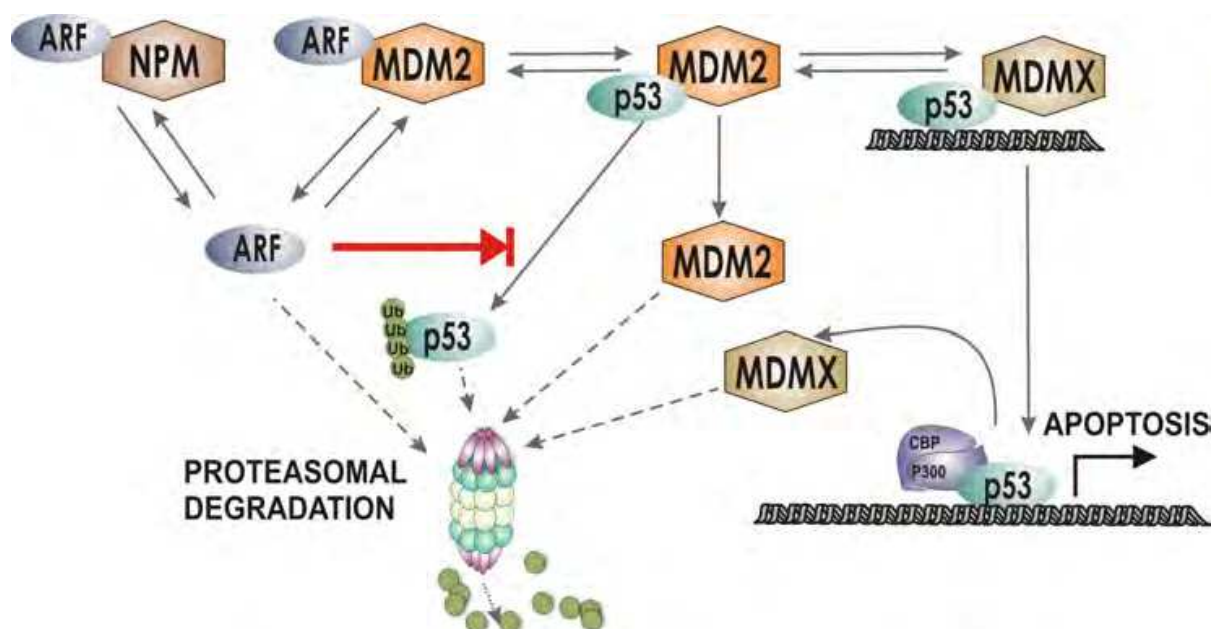 ARF
NPM
ARF
MDM2
MDM2
p53
MDMX
p53
ARF
MDM2
Ub
Ub
Ub
Ub
p53
MDMX
APOPTOSIS
CBP
P300
p53
PROTEASOMAL
DEGRADATION